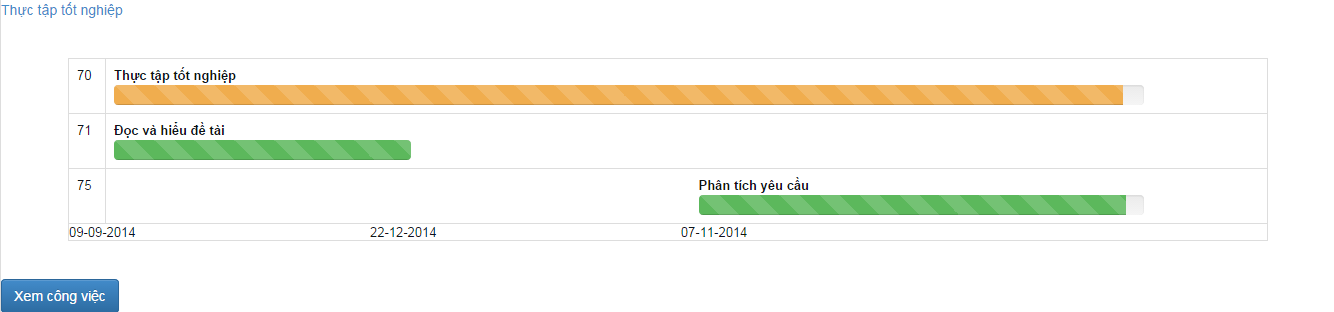 Thực tập tốt nghiệp
70 Thực tập tốt nghiệp
71 Đọc và hiểu đề tài
75 Phân tích yêu cầu
09-09-2014 22-12-2014 07-11-2014
Xem công việc